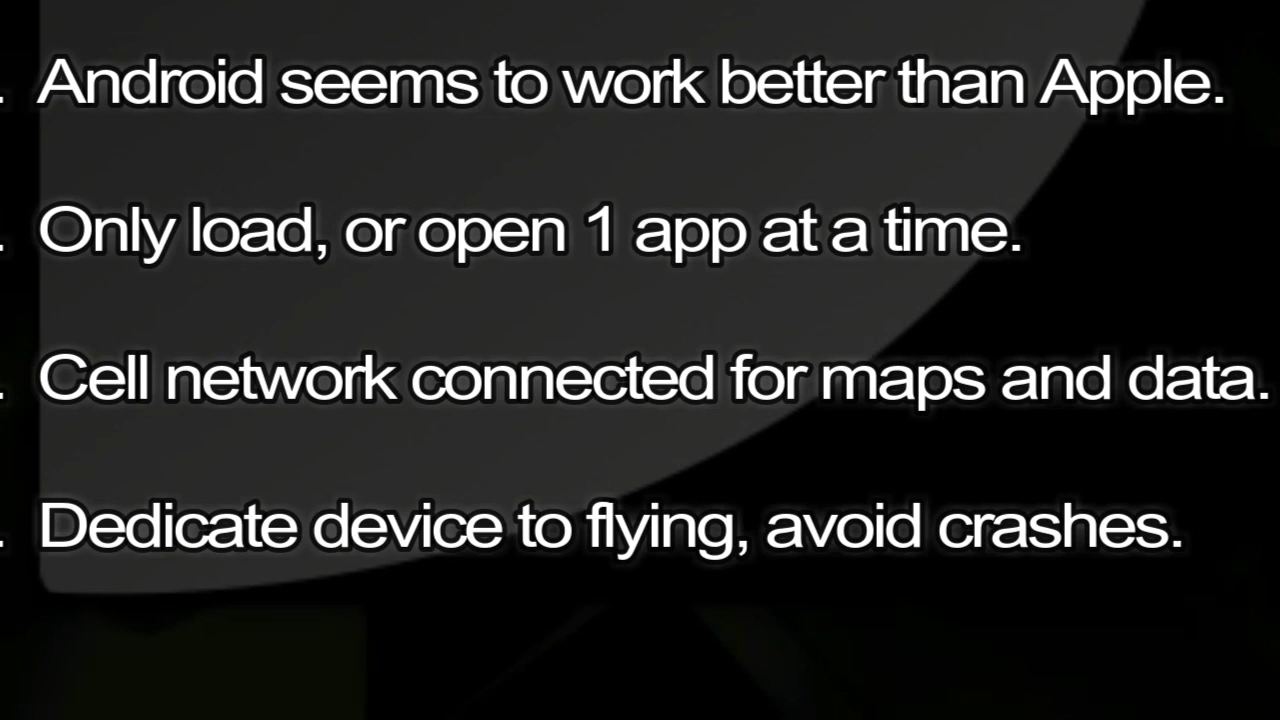 . Android seems to work better than Apple.
. Only load, or open 1 app at a time.
. Cell network connected for maps and data.
. Dedicate device to flying, avoid crashes.